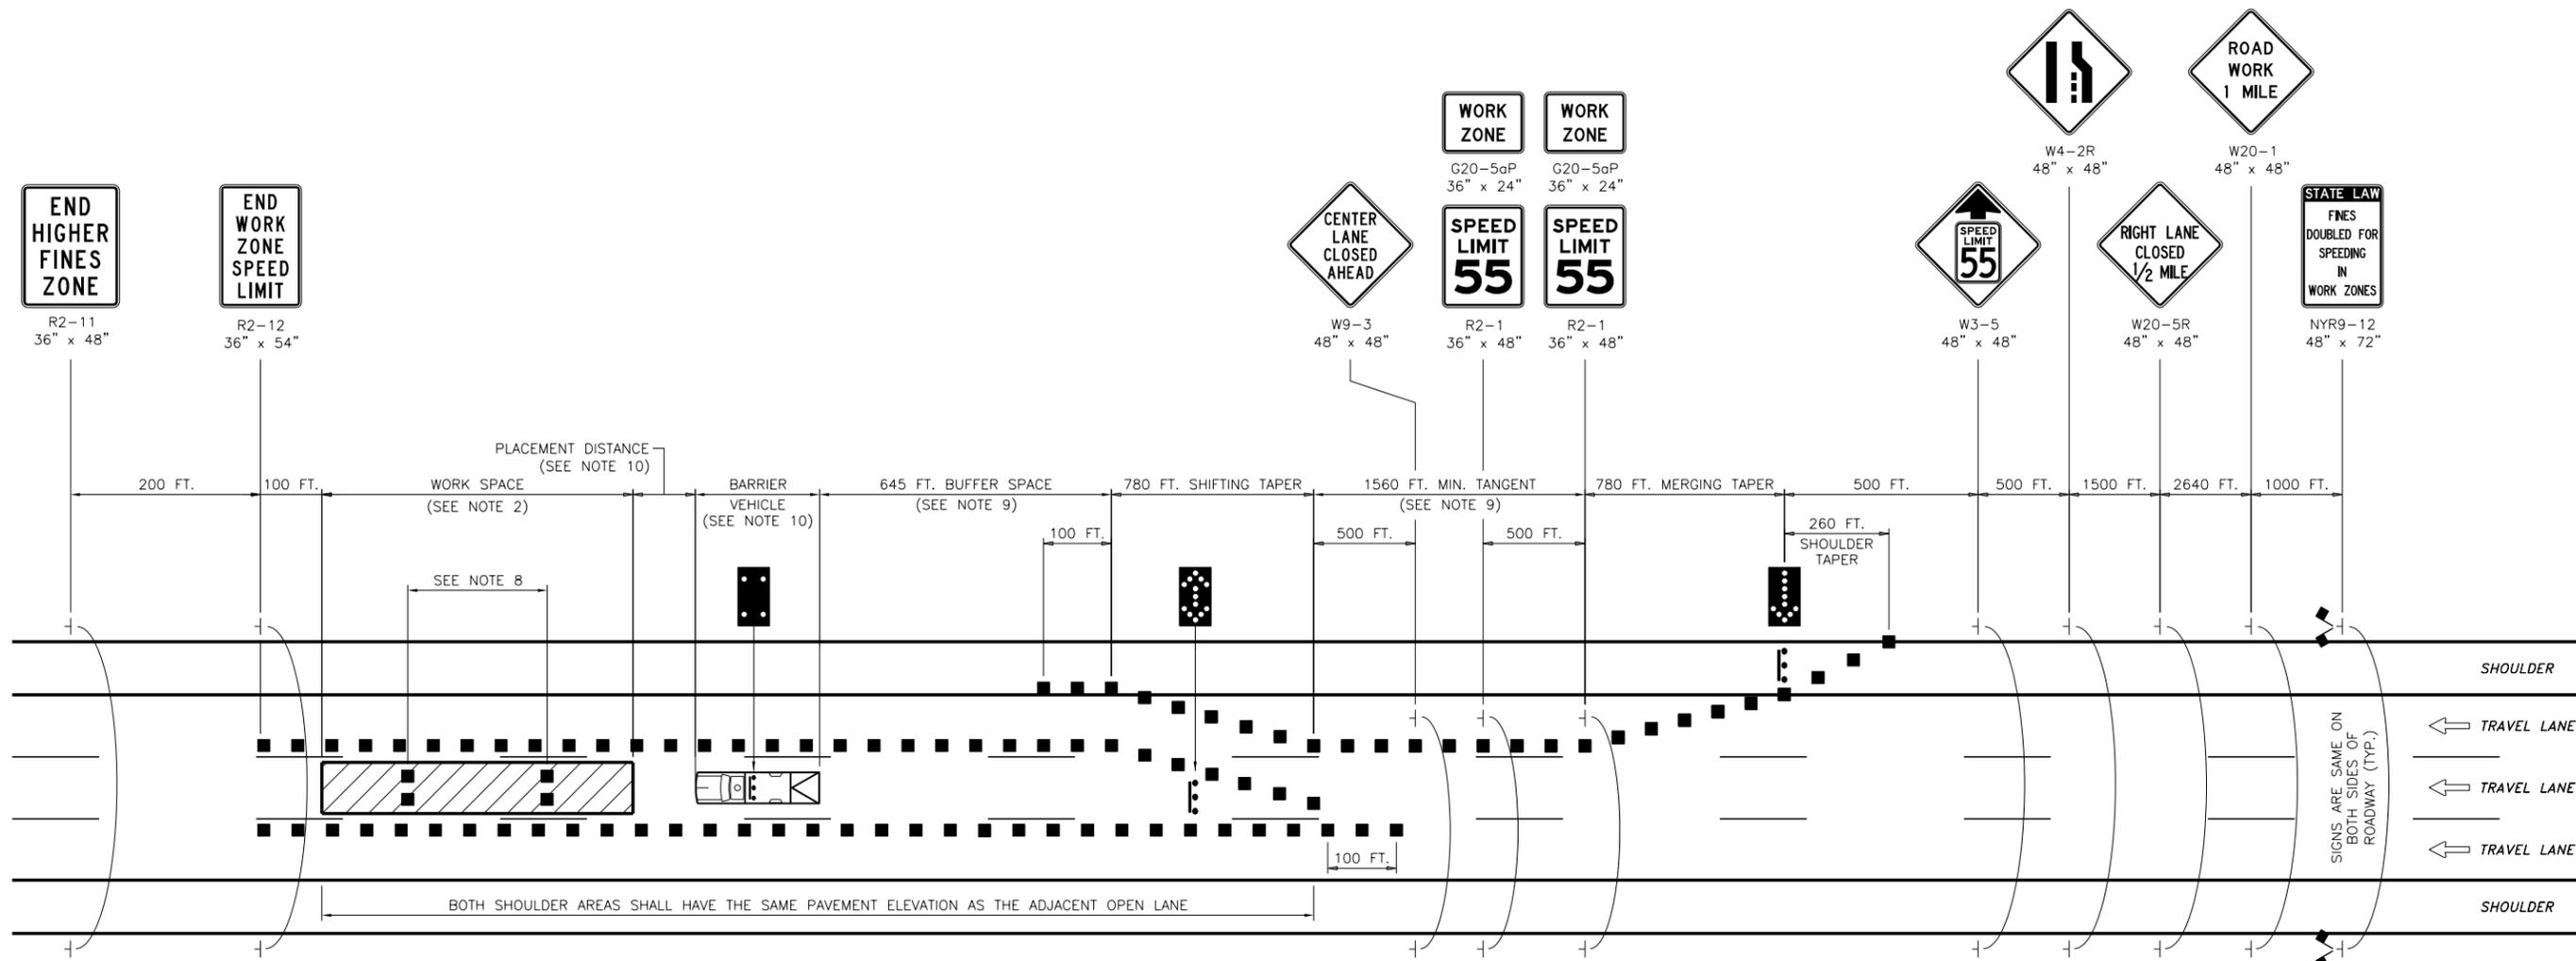 END
HIGHER
FINES
ZONE
R2-11
36" x 48"
END
WORK
ZONE
SPEED
LIMIT
R2-12
36" x 54"
CENTER
LANE
CLOSED
AHEAD
W9-3
48" x 48"
WORK
ZONE
G20-5aP
36" x 24"
SPEED
LIMIT
55
R2-1
36" x 48"
WORK
ZONE
G20-5aP
36" x 24"
SPEED
LIMIT
55
R2-1
36" x 48"
SPEED
LIMIT
55
W3-5
48" x 48"
W4-2R
48" x 48"
RIGHT LANE
CLOSED
1/2 MILE
W20-5R
48" x 48"
ROAD
WORK
1 MILE
W20-1
48" x 48"
STATE LAW
FINES
DOUBLED FOR
SPEEDING
IN
WORK ZONES
NYR9-12
48" x 72"
PLACEMENT DISTANCE
(SEE NOTE 10)
200 FT.
100 FT.
WORK SPACE
(SEE NOTE 2)
BARRIER
VEHICLE
(SEE NOTE 10)
645 FT. BUFFER SPACE
(SEE NOTE 9)
780 FT. SHIFTING TAPER
1560 FT. MIN. TANGENT
(SEE NOTE 9)
780 FT. MERGING TAPER
500 FT.
500 FT.
1500 FT.
2640 FT.
1000 FT.
100 FT.
500 FT.
500 FT.
260 FT.
SHOULDER
TAPER
SEE NOTE 8
SHOULDER
TRAVEL LANE
TRAVEL LANE
TRAVEL LANE
SIGNS ARE SAME ON
BOTH SIDES OF
ROADWAY (TYP.)
100 FT.
BOTH SHOULDER AREAS SHALL HAVE THE SAME PAVEMENT ELEVATION AS THE ADJACENT OPEN LANE
SHOULDER